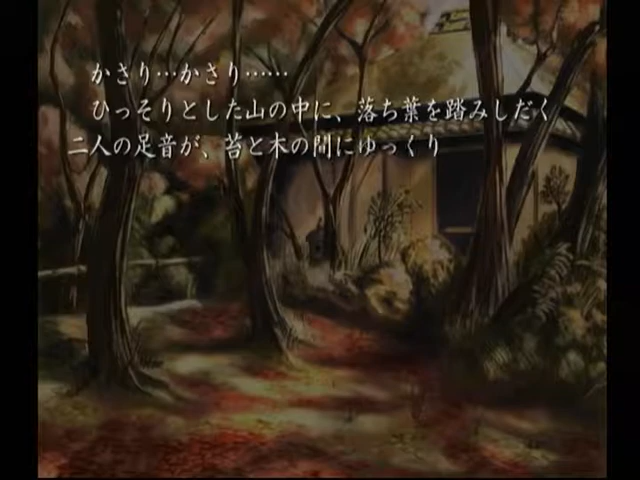 かさり…かさり……
ひっそりとした山の中に、落ち葉を踏みしだく
二人の足音が、苔と木の間にゆっくり